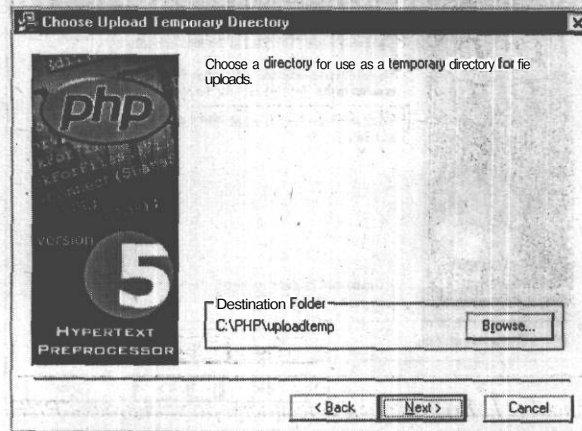 Choose Upload Temporary Directory
Choose a directory for use as a temporary directory for fie
uploads.
php
version
5
HYPERTEXT
PREPROCESSOR
Destination Folder
C:\PHP\uploadtemp
Browse...
< Back
Next >
Cancel